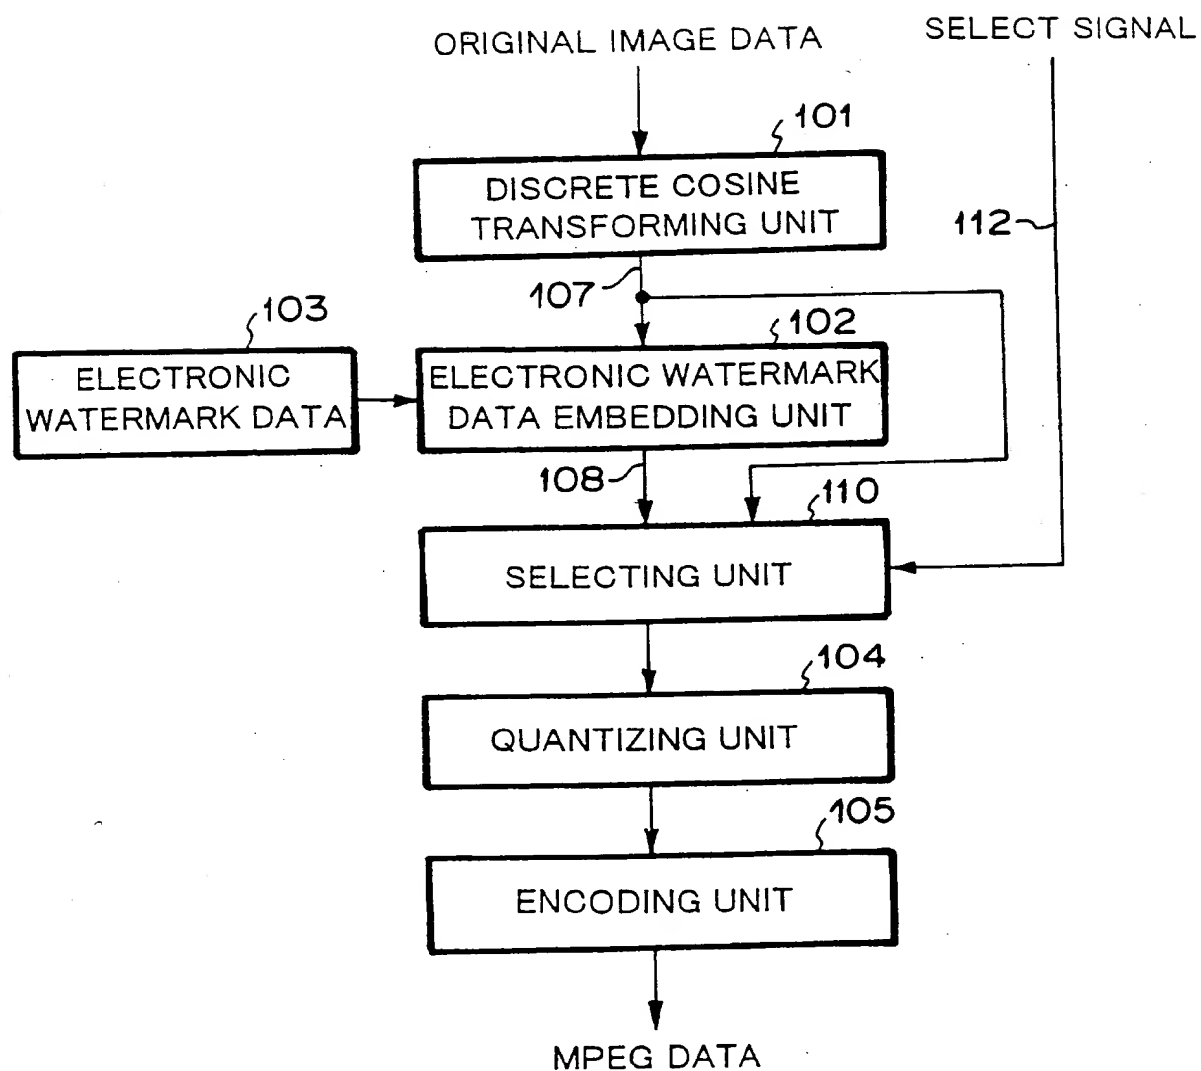 ORIGINAL IMAGE DATA
SELECT SIGNAL
101
DISCRETE COSINE
TRANSFORMING UNIT
112
107
103
102
ELECTRONIC
WATERMARK DATA
ELECTRONIC WATERMARK
DATA EMBEDDING UNIT
108
110
SELECTING UNIT
104
QUANTIZING UNIT
105
ENCODING UNIT
MPEG DATA